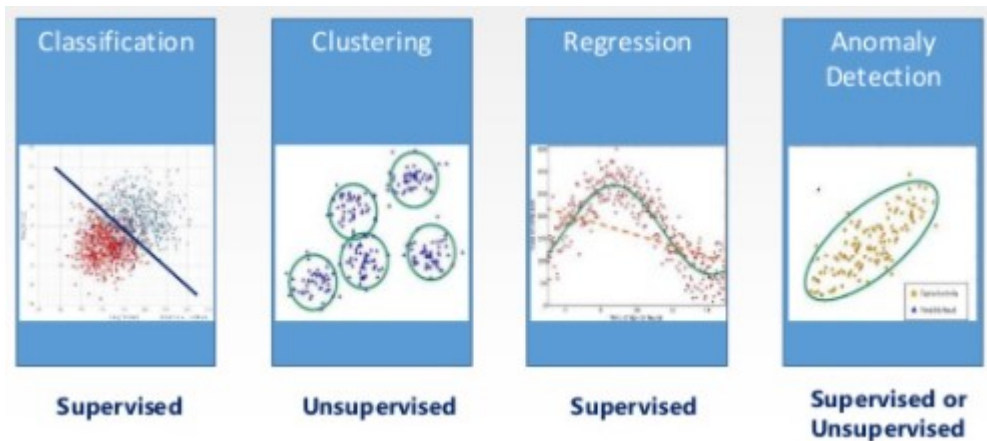 Classification
Clustering
Regression
Anomaly
Detection
Supervised
Unsupervised
Supervised
Supervised or
Unsupervised